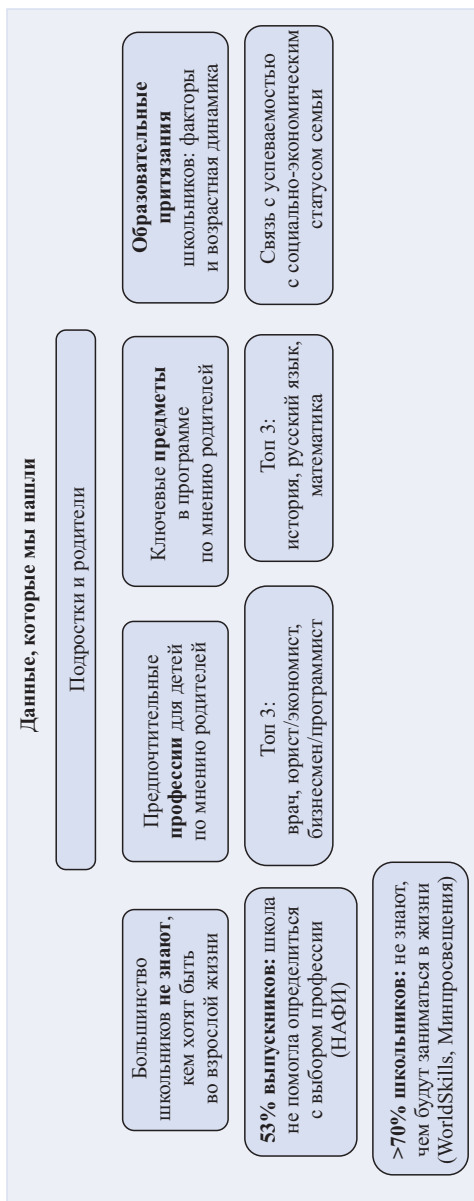 Данные, которые мы нашли
Подростки и родители
Большинство
школьников не знают,
кем хотят быть
во взрослой жизни
53% выпускников: школа
не помогла определиться
с выбором профессии
(НАФИ)
>70% школьников: не знают,
чем будут заниматься в жизни
(WorldSkills, Минпросвещения)
Предпочтительные
профессии для детей
по мнению родителей
Топ 3:
врач, юрист/экономист,
бизнесмен/программист
Ключевые предметы
в программе
по мнению родителей
Топ 3:
история, русский язык,
математика
Образовательные
притязания
школьников: факторы
и возрастная динамика
Связь с успеваемостью
с социально-экономическим
статусом семьи